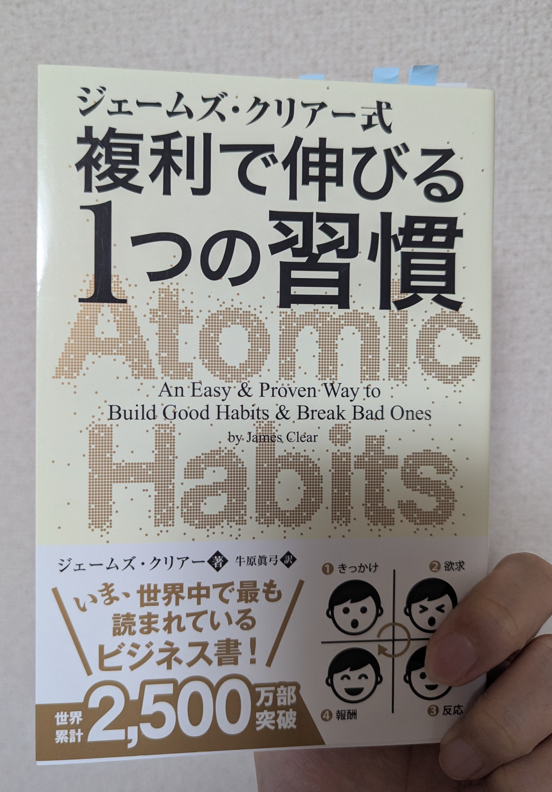 ジェームズ・クリアー式
複利で伸びる
1つの習慣
Atomic
An Easy & Proven Way to
Build Good Habits & Break Bad Ones
by James Clear
Habits
ジェームズ・クリアー 著 牛原眞弓 訳
いま、世界中で最も
読まれている
ビジネス書!
世界
累計
2,500
万部
突破
1 きっかけ
2 欲求
4 報酬
3 反応